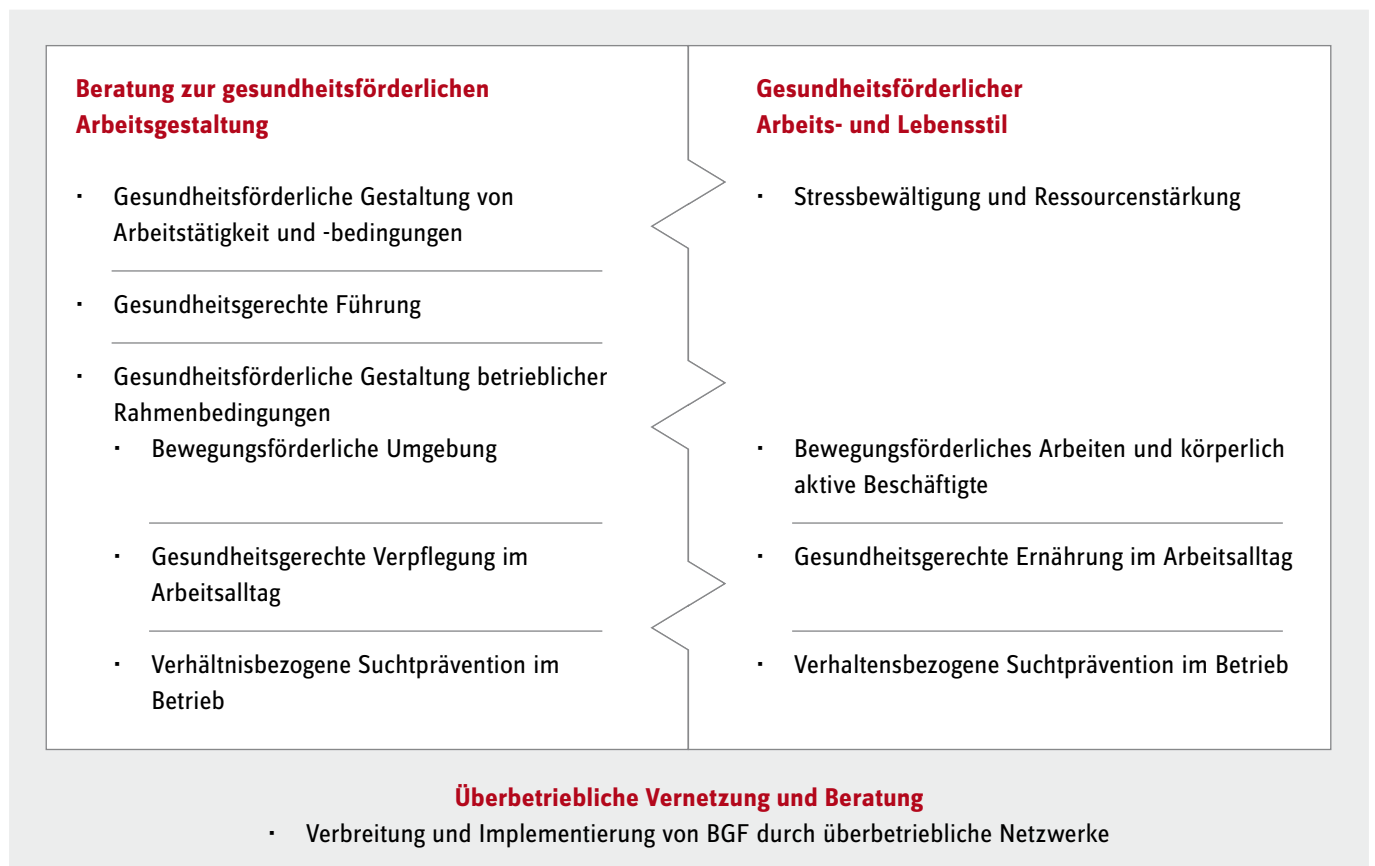 Beratung zur gesundheitsförderlichen
Arbeitsgestaltung
· Gesundheitsförderliche Gestaltung von
Arbeitstätigkeit und -bedingungen
· Gesundheitsgerechte Führung
· Gesundheitsförderliche Gestaltung betrieblicher
Rahmenbedingungen
· Bewegungsförderliche Umgebung
· Gesundheitsgerechte Verpflegung im
Arbeitsalltag
· Verhältnisbezogene Suchtprävention im
Betrieb
Gesundheitsförderlicher
Arbeits- und Lebensstil
· Stressbewältigung und Ressourcenstärkung
· Bewegungsförderliches Arbeiten und körperlich
aktive Beschäftigte
· Gesundheitsgerechte Ernährung im Arbeitsalltag
· Verhaltensbezogene Suchtprävention im Betrieb
Überbetriebliche Vernetzung und Beratung
· Verbreitung und Implementierung von BGF durch überbetriebliche Netzwerke